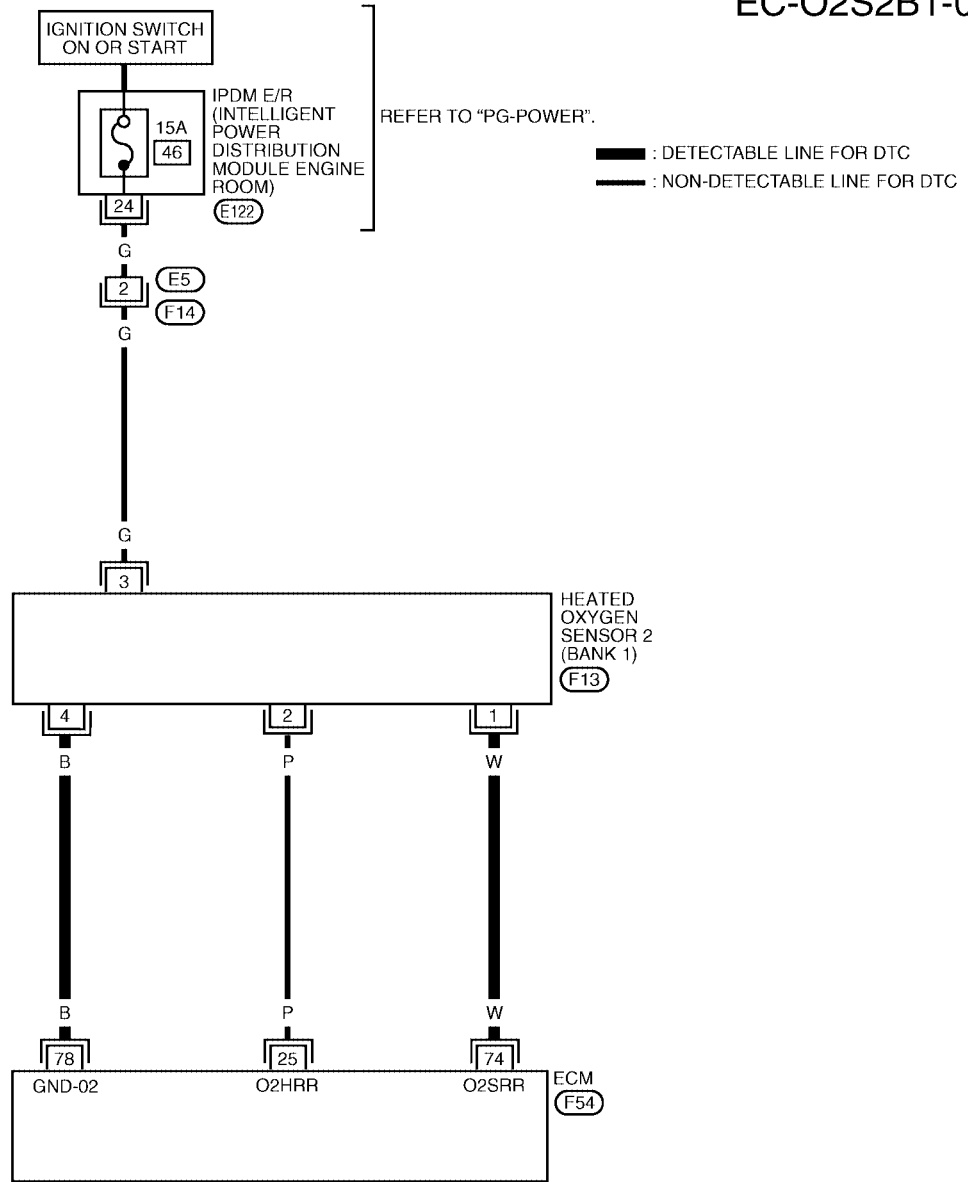 EC-O2S2B1-0
IGNITION SWITCH
ON OR START
IPDM E/R
(INTELLIGENT
POWER
DISTRIBUTION
MODULE ENGINE
ROOM)
E122
15A
46
24
REFER TO “PG-POWER”.
: DETECTABLE LINE FOR DTC
: NON-DETECTABLE LINE FOR DTC
G
2
E5
F14
G
G
3
HEATED
OXYGEN
SENSOR 2
(BANK 1)
F13
4
2
1
B
P
W
B
P
W
78
25
74
GND-02
O2HRR
O2SRR
ECM
F54